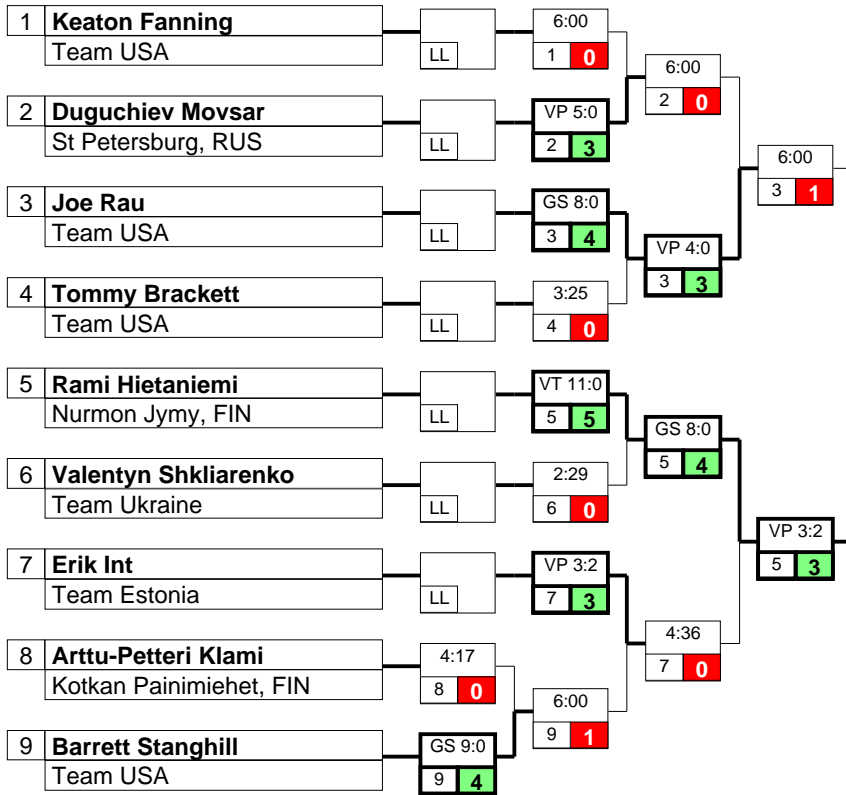 1 Keaton Fanning
Team USA
LL
6:00
1 0
2 Duguchiev Movsar
St Petersburg, RUS
LL
VP 5:0
2 3
6:00
2 0
3 Joe Rau
Team USA
LL
GS 8:0
3 4
4 Tommy Brackett
Team USA
LL
3:25
4 0
VP 4:0
3 3
6:00
3 1
5 Rami Hietaniemi
Nurmon Jymy, FIN
LL
VT 11:0
5 5
6 Valentyn Shkliarenko
Team Ukraine
LL
2:29
6 0
GS 8:0
5 4
7 Erik Int
Team Estonia
LL
VP 3:2
7 3
8 Arttu-Petteri Klami
Kotkan Painimiehet, FIN
4:17
8 0
9 Barrett Stanghill
Team USA
GS 9:0
9 4
6:00
9 1
4:36
7 0
VP 3:2
5 3